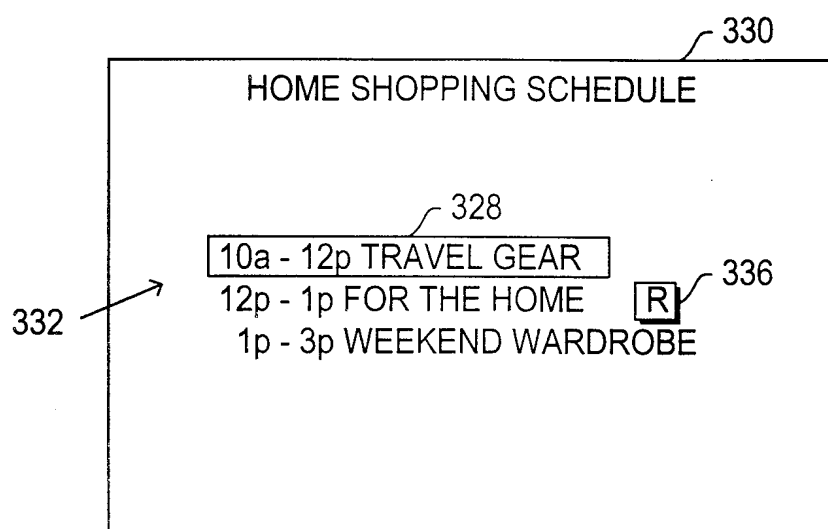 330
HOME SHOPPING SCHEDULE
328
10a - 12p TRAVEL GEAR
336
12p - 1p FOR THE HOME R
332
1p - 3p WEEKEND WARDROBE